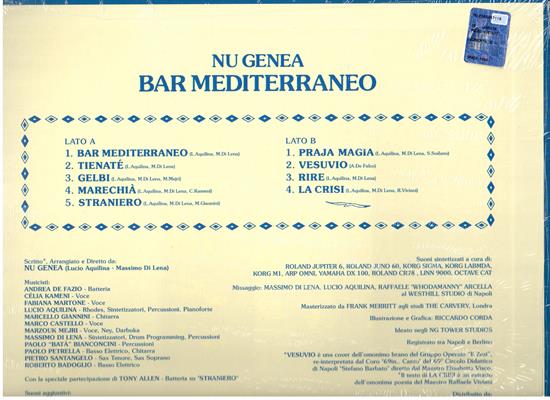 NU GENEA
BAR MEDITERRANEO
LATO A
1. BAR MEDITERRANEO (L.Aquilina, M.Di Lena)
2. TIENATÉ (L.Aquilina, M.Di Lena)
3. GELBI (L.Aquilina, M.Di Lena, M.Mejri)
4. MARECHIÀ (L.Aquilina, M.Di Lena, C.Kameni)
5. STRANIERO (L.Aquilina, M.Di Lena, M.Giannini)
LATO B
1. PRAJA MAGIA (L.Aquilina, M.Di Lena, S.Sodano)
2. VESUVIO (A.De Falco)
3. RIRE (L.Aquilina, M.Di Lena)
4. LA CRISI (L.Aquilina, M.Di Lena, R.Viviani)
Scritto, Arrangiato e Diretto da:
NU GENEA (Lucio Aquilina - Massimo Di Lena)
Musicisti:
ANDREA DE FAZIO - Batteria
CÉLIA KAMENI - Voce
FABIANA MARTONE - Voce
LUCIO AQUILINA - Rhodes, Sintetizzatori, Percussioni, Pianoforte
MARCELLO GIANNINI - Chitarra
MARCO CASTELLO - Voce
MARZOUK MEJRI - Voce, Ney, Darbuka
MASSIMO DI LENA - Sintetizzatori, Drum Programming, Percussioni
PAOLO "BATÀ" BIANCONCINI - Percussioni
PAOLO PETRELLA - Basso Elettrico, Chitarra
PIETRO SANTANGELO - Sax Tenore, Sax Soprano
ROBERTO BADOGLIO - Basso Elettrico
Con la speciale partecipazione di TONY ALLEN - Batteria su "STRANIERO"
Suoni aggiuntivi:
Suoni sintetizzati a cura di:
ROLAND JUPITER 6, ROLAND JUNO 60, KORG SIGMA, KORG LAMBDA,
KORG M1, ARP OMNI, YAMAHA DX 100, ROLAND CR78, LINN 9000, OCTAVE CAT
Missaggio: MASSIMO DI LENA, LUCIO AQUILINA, RAFFAELE "WHODAMANNY" ARCELLA
al WESTHILL STUDIO di Napoli
Masterizzato da FRANK MERRITT agli studi THE CARVERY, Londra
Illustrazione e Grafica: RICCARDO CORDA
Ideato negli NG TOWER STUDIOS
Registrato tra Napoli e Berlino
"VESUVIO è una cover dell'omonimo brano del Gruppo Operaio "E Zezi",
re-interpretata dal Coro
del 69° Circolo Didattico
di Napoli "Stefano Barbato" diretto dal Maestro Elisabetta
"Il testo di LA CRISI è un estratto
dell'omonima poesia del Maestro Raffaele Viviani
Distribuito da